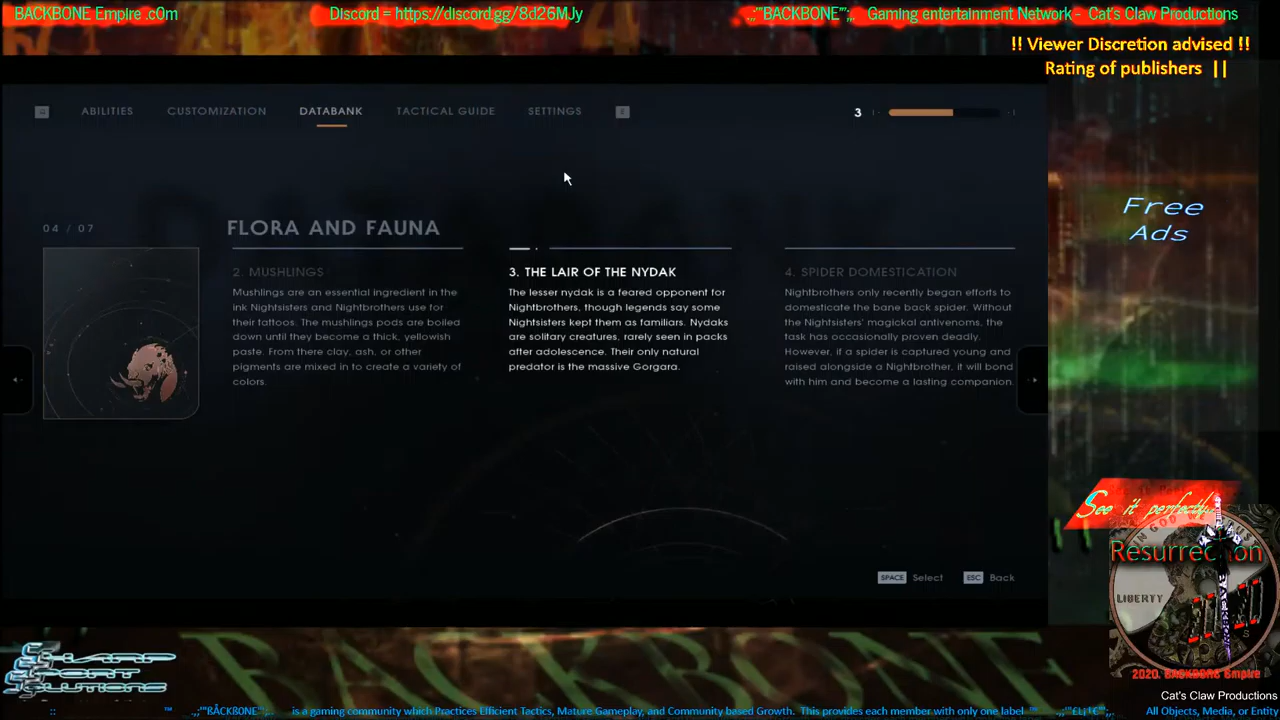 BACKBONE Empire .c0m
Discord = https://discord.gg/8d26MJy
.,;'"BACKBONE"';,. Gaming entertainment Network - Cat's Claw Productions
!! Viewer Discretion advised !!
Rating of publishers ||
ABILITIES CUSTOMIZATION DATABANK TACTICAL GUIDE SETTINGS E
3
04 / 07
FLORA AND FAUNA
2. MUSHLINGS
Mushlings are an essential ingredient in the
ink Nightsisters and Nightbrothers use for
their tattoos. The mushlings pods are boiled
down until they become a thick, yellowish
paste. From there clay, ash, or other
pigments are mixed in to create a variety of
colors.
3. THE LAIR OF THE NYDAK
The lesser nydak is a feared opponent for
Nightbrothers, though legends say some
Nightsisters kept them as familiars. Nydaks
are solitary creatures, rarely seen in packs
after adolescence. Their only natural
predator is the massive Gorgara.
4. SPIDER DOMESTICATION
Nightbrothers only recently began efforts to
domesticate the bane back spider. Without
the Nightsisters' magickal antivenoms, the
task has occasionally proven deadly.
However, if a spider is captured young and
raised alongside a Nightbrother, it will bond
with him and become a lasting companion.
SPACE Select ESC Back
Free
Ads
See it perfectly..
Resurrection
LIBERTY
2020, BACKBONE Empire
Cat's Claw Productions
SHARP
SPORT
SOLUTIONS
BACKBONE
:: ™ .,;'"BÅCKBONE"';,. is a gaming community which Practices Efficient Tactics, Mature Gameplay, and Community based Growth. This provides each member with only one label ™ All Objects, Media, or Entity